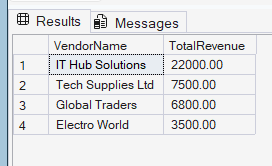 Results Messages
VendorName TotalRevenue
1 IT Hub Solutions 22000.00
2 Tech Supplies Ltd 7500.00
3 Global Traders 6800.00
4 Electro World 3500.00